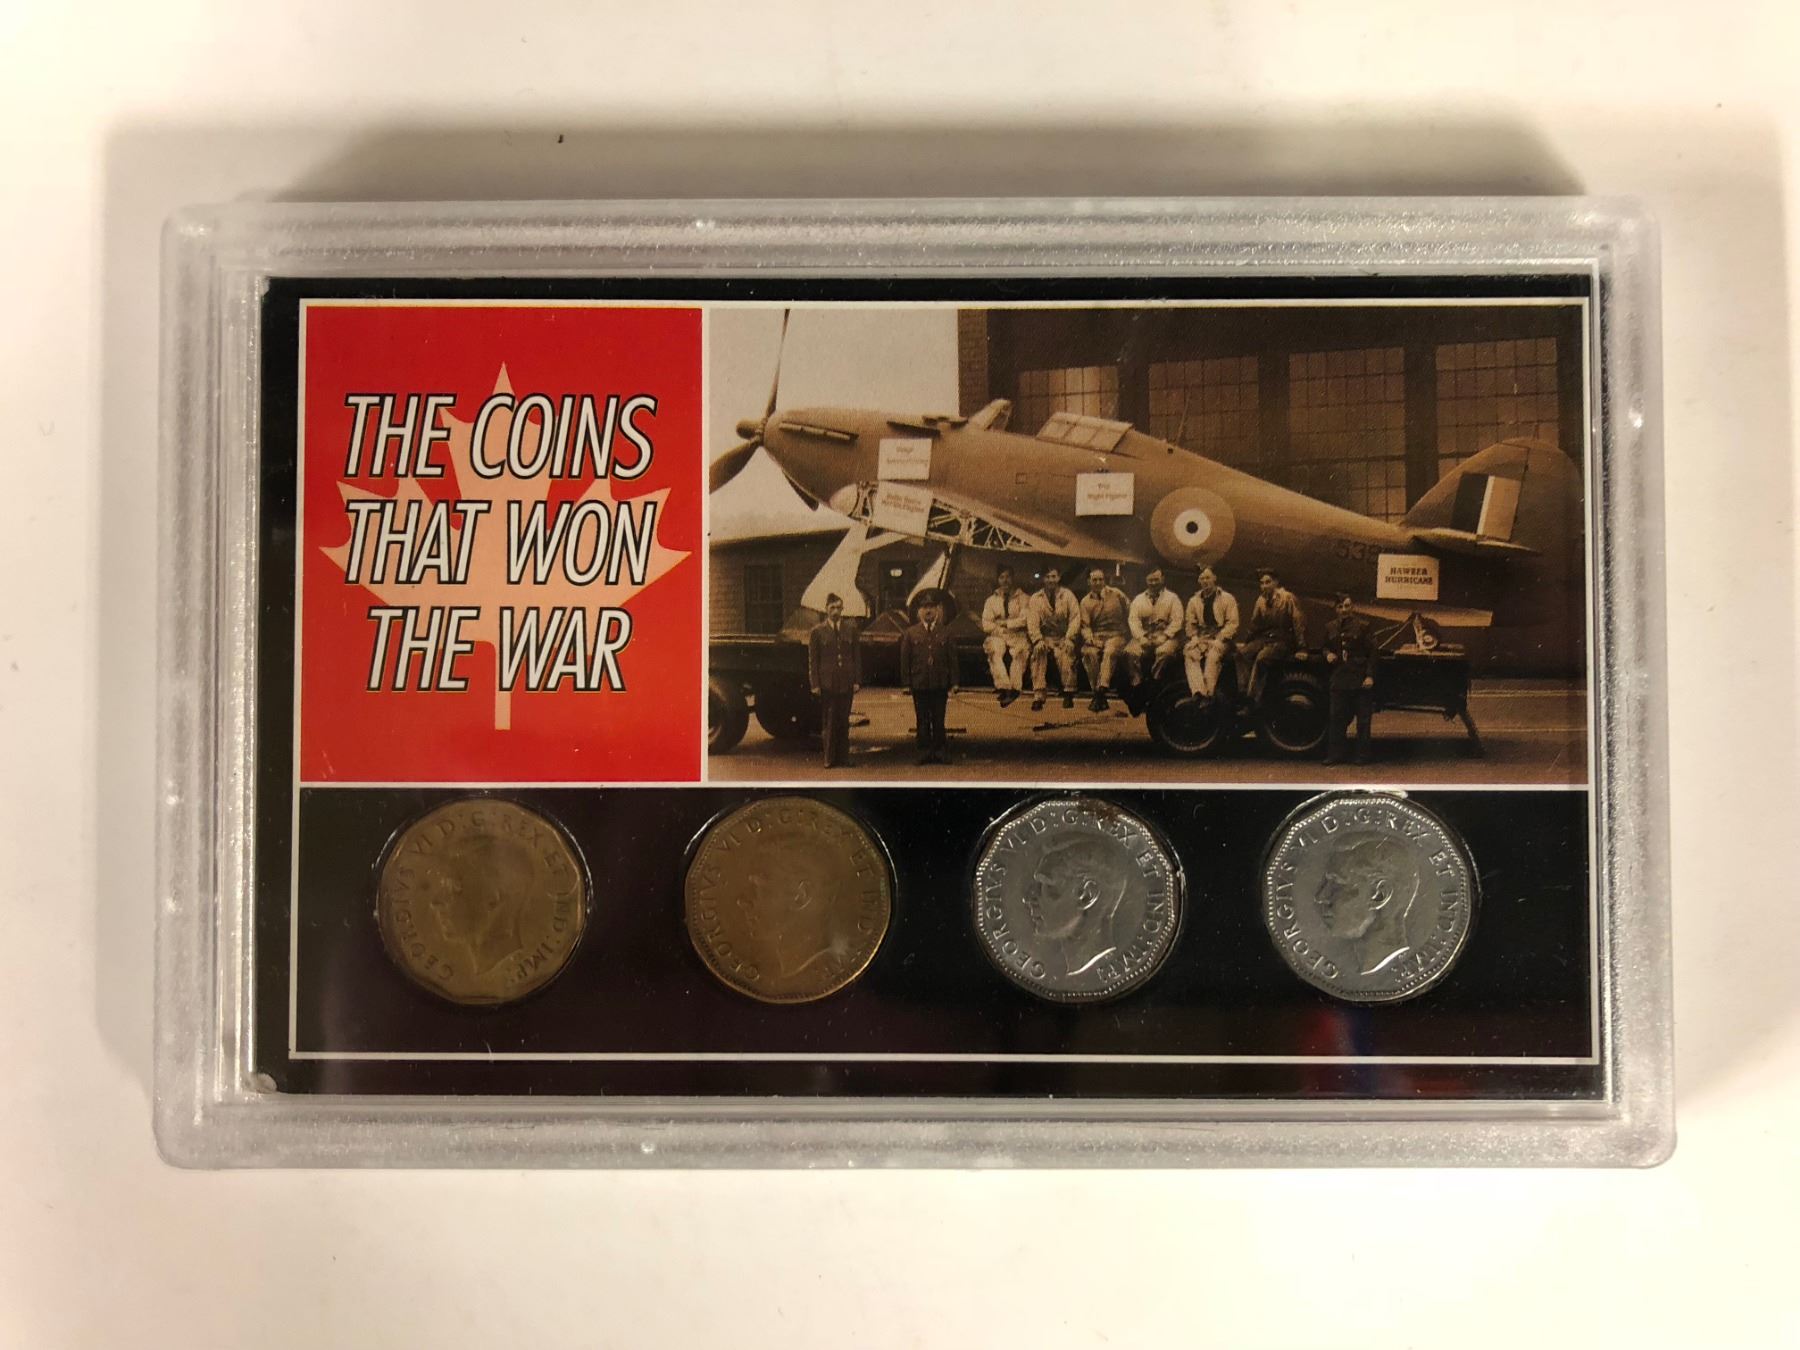 THE COINS
THAT WON
THE WAR
538
HAWKER
HURRICANE
GEORGIVS VI D:G:REX ET IND:IMP:
GEORGIVS VI D:G:REX ET IND:IMP:
GEORGIVS VI D:G:REX ET IND:IMP:
GEORGIVS VI D:G:REX ET IND:IMP: